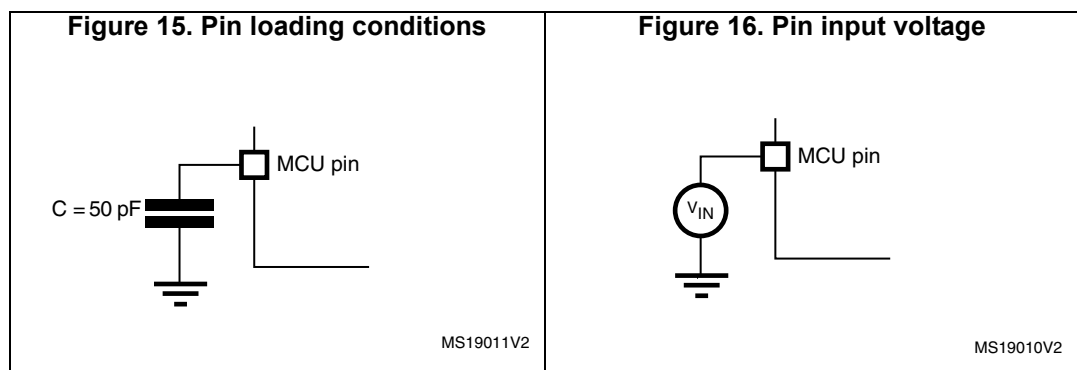 Figure 15. Pin loading conditions
MCU pin
C = 50 pF
MS19011V2
Figure 16. Pin input voltage
MCU pin
VIN
MS19010V2